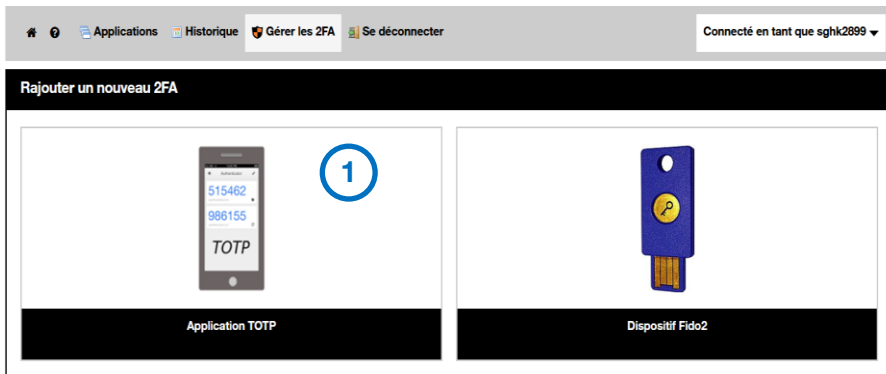 Applications Historique Gérer les 2FA Se déconnecter Connecté en tant que sghk2899
Rajouter un nouveau 2FA
1
515462
986155
TOTP
Application TOTP Dispositif Fido2